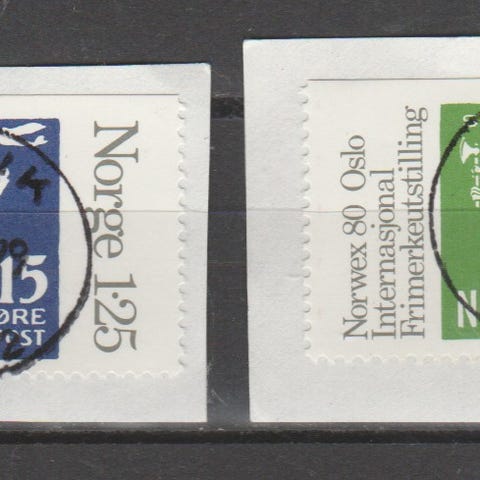 Norge 1·25
15
ØRE
Norwex 80 Oslo
Internasjonal
Frimerkeutstilling
N